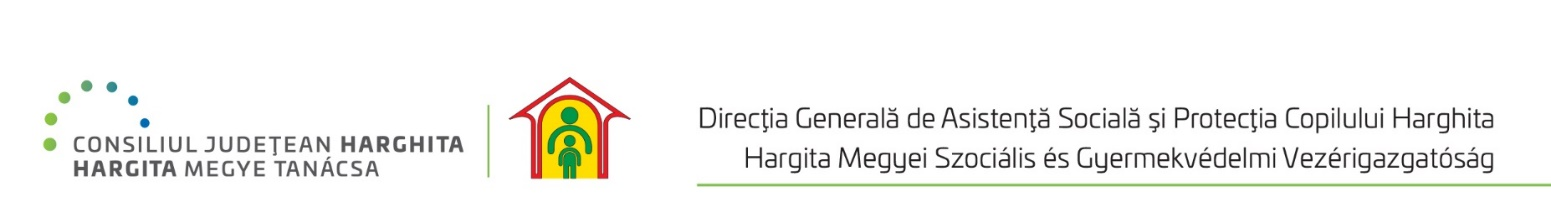 CONSILIUL JUDEŢEAN HARGHITA
HARGITA MEGYE TANÁCSA
Direcţia Generală de Asistenţă Socială şi Protecţia Copilului Harghita
Hargita Megyei Szociális és Gyermekvédelmi Vezérigazgatóság